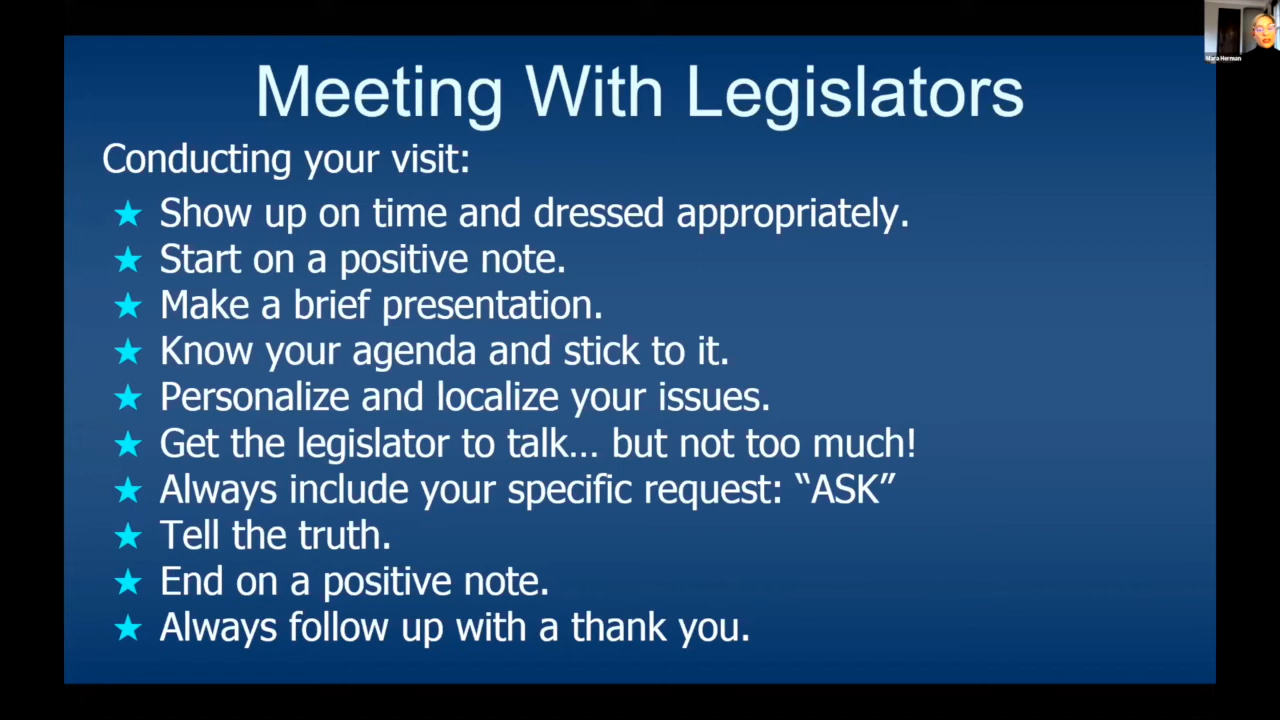 Meeting With Legislators
Conducting your visit:
★ Show up on time and dressed appropriately.
★ Start on a positive note.
★ Make a brief presentation.
★ Know your agenda and stick to it.
★ Personalize and localize your issues.
★ Get the legislator to talk… but not too much!
★ Always include your specific request: “ASK”
★ Tell the truth.
★ End on a positive note.
★ Always follow up with a thank you.
Mara Herman